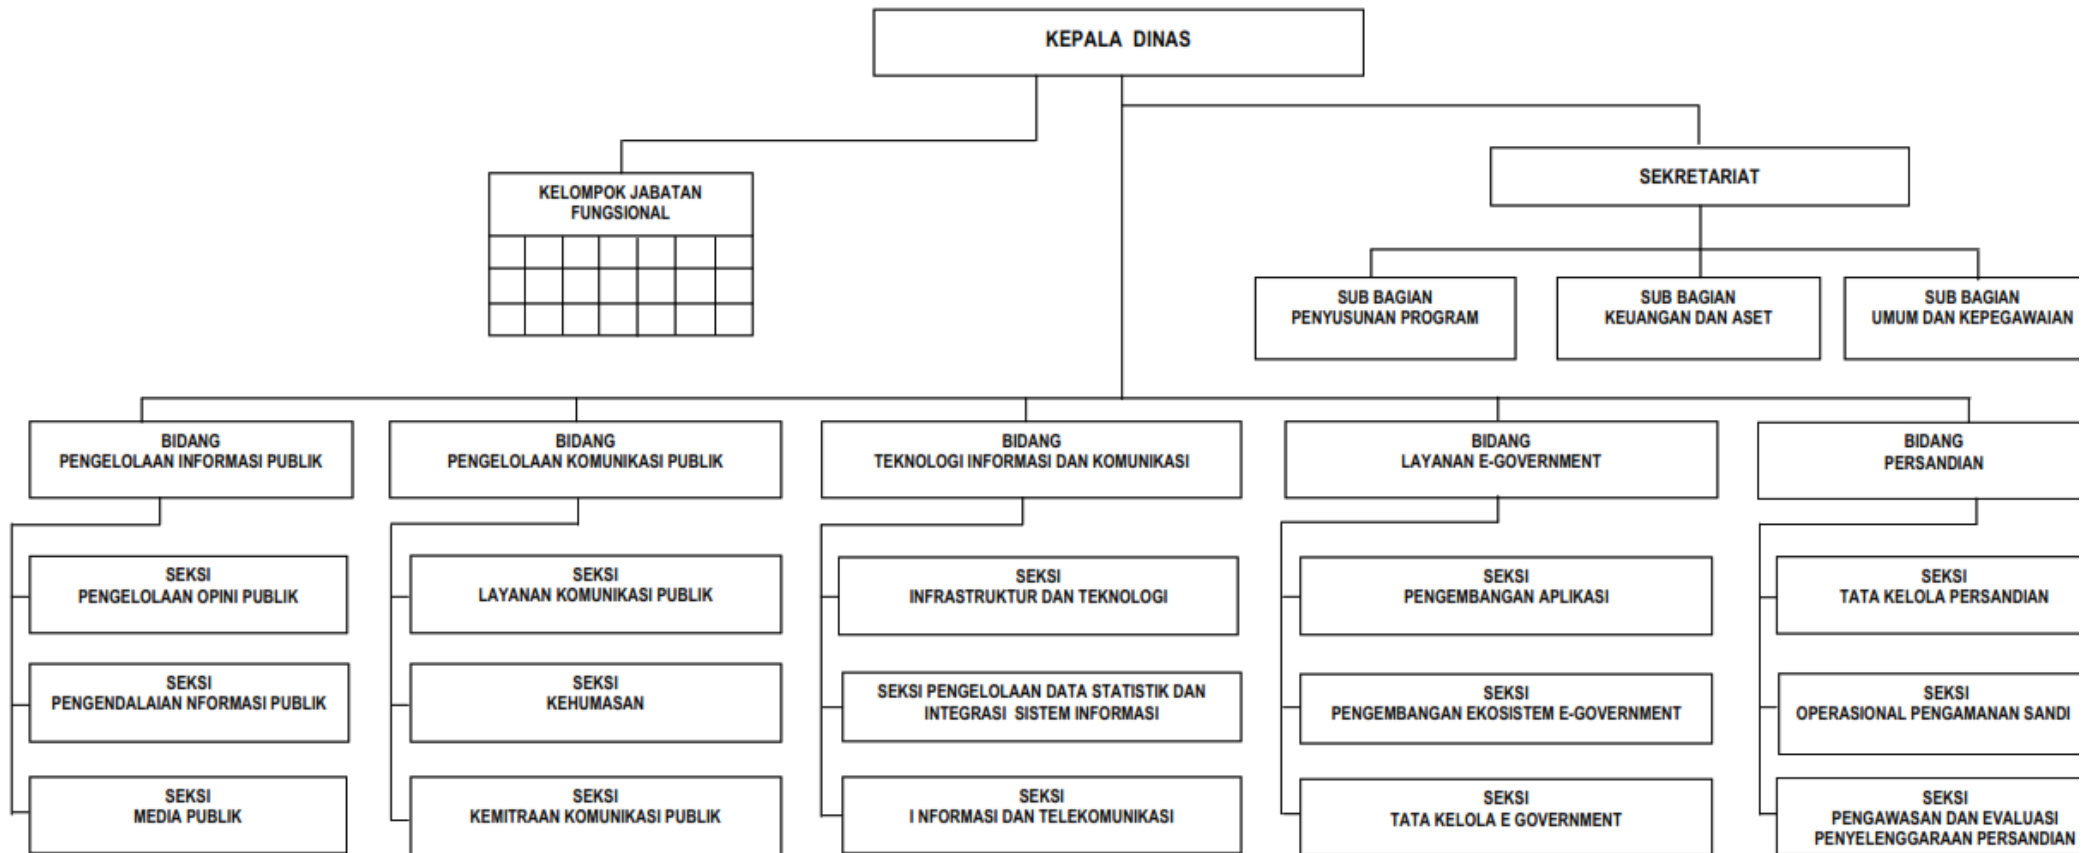 KEPALA DINAS
SEKRETARIAT
KELOMPOK JABATAN
FUNGSIONAL
SUB BAGIAN
PENYUSUNAN PROGRAM
SUB BAGIAN
KEUANGAN DAN ASET
SUB BAGIAN
UMUM DAN KEPEGAWAIAN
BIDANG
PENGELOLAAN INFORMASI PUBLIK
BIDANG
PENGELOLAAN KOMUNIKASI PUBLIK
BIDANG
TEKNOLOGI INFORMASI DAN KOMUNIKASI
BIDANG
LAYANAN E-GOVERNMENT
BIDANG
PERSANDIAN
SEKSI
PENGELOLAAN OPINI PUBLIK
SEKSI
LAYANAN KOMUNIKASI PUBLIK
SEKSI
INFRASTRUKTUR DAN TEKNOLOGI
SEKSI
PENGEMBANGAN APLIKASI
SEKSI
TATA KELOLA PERSANDIAN
SEKSI
PENGENDALAIAN NFORMASI PUBLIK
SEKSI
KEHUMASAN
SEKSI PENGELOLAAN DATA STATISTIK DAN
INTEGRASI SISTEM INFORMASI
SEKSI
PENGEMBANGAN EKOSISTEM E-GOVERNMENT
SEKSI
OPERASIONAL PENGAMANAN SANDI
SEKSI
MEDIA PUBLIK
SEKSI
KEMITRAAN KOMUNIKASI PUBLIK
SEKSI
I NFORMASI DAN TELEKOMUNIKASI
SEKSI
TATA KELOLA E GOVERNMENT
SEKSI
PENGAWASAN DAN EVALUASI
PENYELENGGARAAN PERSANDIAN